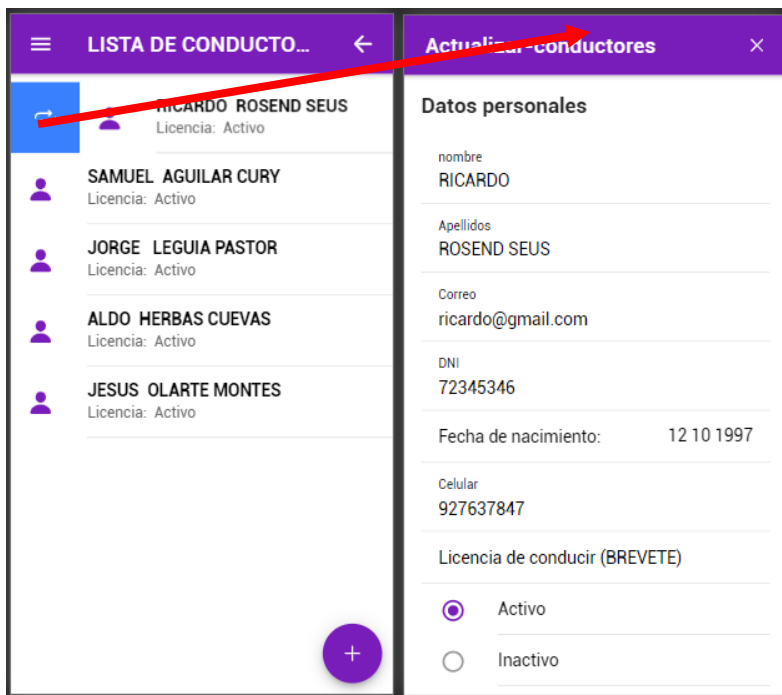 LISTA DE CONDUCTO...
RICARDO ROSEND SEUS
Licencia: Activo
SAMUEL AGUILAR CURY
Licencia: Activo
JORGE LEGUIA PASTOR
Licencia: Activo
ALDO HERBAS CUEVAS
Licencia: Activo
JESUS OLARTE MONTES
Licencia: Activo
+
Actualizar-conductores
Datos personales
nombre
RICARDO
Apellidos
ROSEND SEUS
Correo
ricardo@gmail.com
DNI
72345346
Fecha de nacimiento: 12 10 1997
Celular
927637847
Licencia de conducir (BREVETE)
Activo
Inactivo